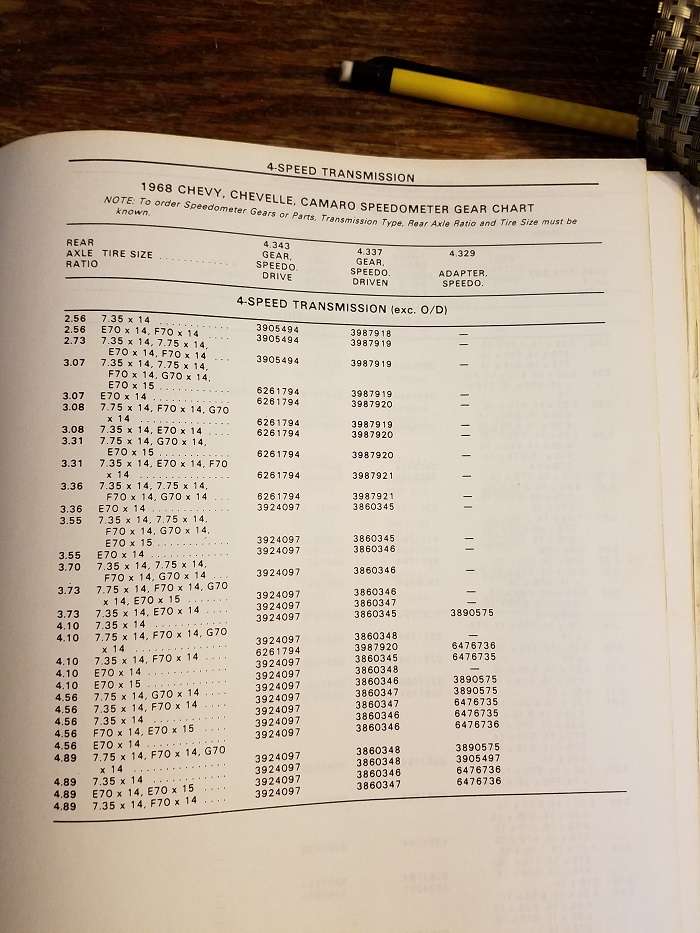 4-SPEED TRANSMISSION
1968 CHEVY, CHEVELLE, CAMARO SPEEDOMETER GEAR CHART
NOTE: To order Speedometer Gears or Parts, Transmission Type, Rear Axle Ratio and Tire Size must be
known.
REAR AXLE RATIO TIRE SIZE ........ 4.343 GEAR, SPEEDO. DRIVE 4.337 GEAR, SPEEDO. DRIVEN 4.329 ADAPTER, SPEEDO.
4-SPEED TRANSMISSION (exc. O/D)
2.56 7.35 x 14 ........ 3905494 3987918 —
2.56 E70 x 14, F70 x 14 .... 3905494 3987919 —
2.73 7.35 x 14, 7.75 x 14,
E70 x 14, F70 x 14 ... 3905494 3987919 —
3.07 7.35 x 14, 7.75 x 14,
F70 x 14, G70 x 14,
E70 x 15 ........ 6261794 3987919 —
3.07 E70 x 14 ........ 6261794 3987920 —
3.08 7.75 x 14, F70 x 14, G70
x 14 ........ 6261794 3987919 —
3.08 7.35 x 14, E70 x 14 .... 6261794 3987920 —
3.31 7.75 x 14, G70 x 14,
E70 x 15 ........ 6261794 3987920 —
3.31 7.35 x 14, E70 x 14, F70
x 14 ........ 6261794 3987921 —
3.36 7.35 x 14, 7.75 x 14,
F70 x 14, G70 x 14 ... 6261794 3987921 —
3.36 E70 x 14 ........ 3924097 3860345 —
3.55 7.35 x 14, 7.75 x 14,
F70 x 14, G70 x 14,
E70 x 15 ........ 3924097 3860345 —
3.55 E70 x 14 ........ 3924097 3860346 —
3.70 7.35 x 14, 7.75 x 14,
F70 x 14, G70 x 14 ... 3924097 3860346 —
3.73 7.75 x 14, F70 x 14, G70
x 14, E70 x 15 ...... 3924097 3860346 —
3.73 7.35 x 14, E70 x 14 .... 3924097 3860347 —
4.10 7.35 x 14 ........ 3924097 3860345 3890575
4.10 7.75 x 14, F70 x 14, G70
x 14 ........ 3924097 3860348 —
4.10 7.35 x 14, F70 x 14 .... 6261794 3987920 6476736
4.10 E70 x 14 ........ 3924097 3860345 6476735
4.10 E70 x 15 ........ 3924097 3860348 —
4.56 7.75 x 14, G70 x 14 .... 3924097 3860346 3890575
4.56 7.35 x 14, F70 x 14 .... 3924097 3860347 3890575
4.56 7.35 x 14 ........ 3924097 3860347 6476735
4.56 F70 x 14, E70 x 15 .... 3924097 3860346 6476735
4.56 E70 x 14 ........ 3924097 3860346 6476736
4.89 7.75 x 14, F70 x 14, G70
x 14 ........ 3924097 3860348 3890575
4.89 7.35 x 14 ........ 3924097 3860348 3905497
4.89 E70 x 14, E70 x 15 .... 3924097 3860346 6476736
4.89 7.35 x 14, F70 x 14 .... 3924097 3860347 6476736